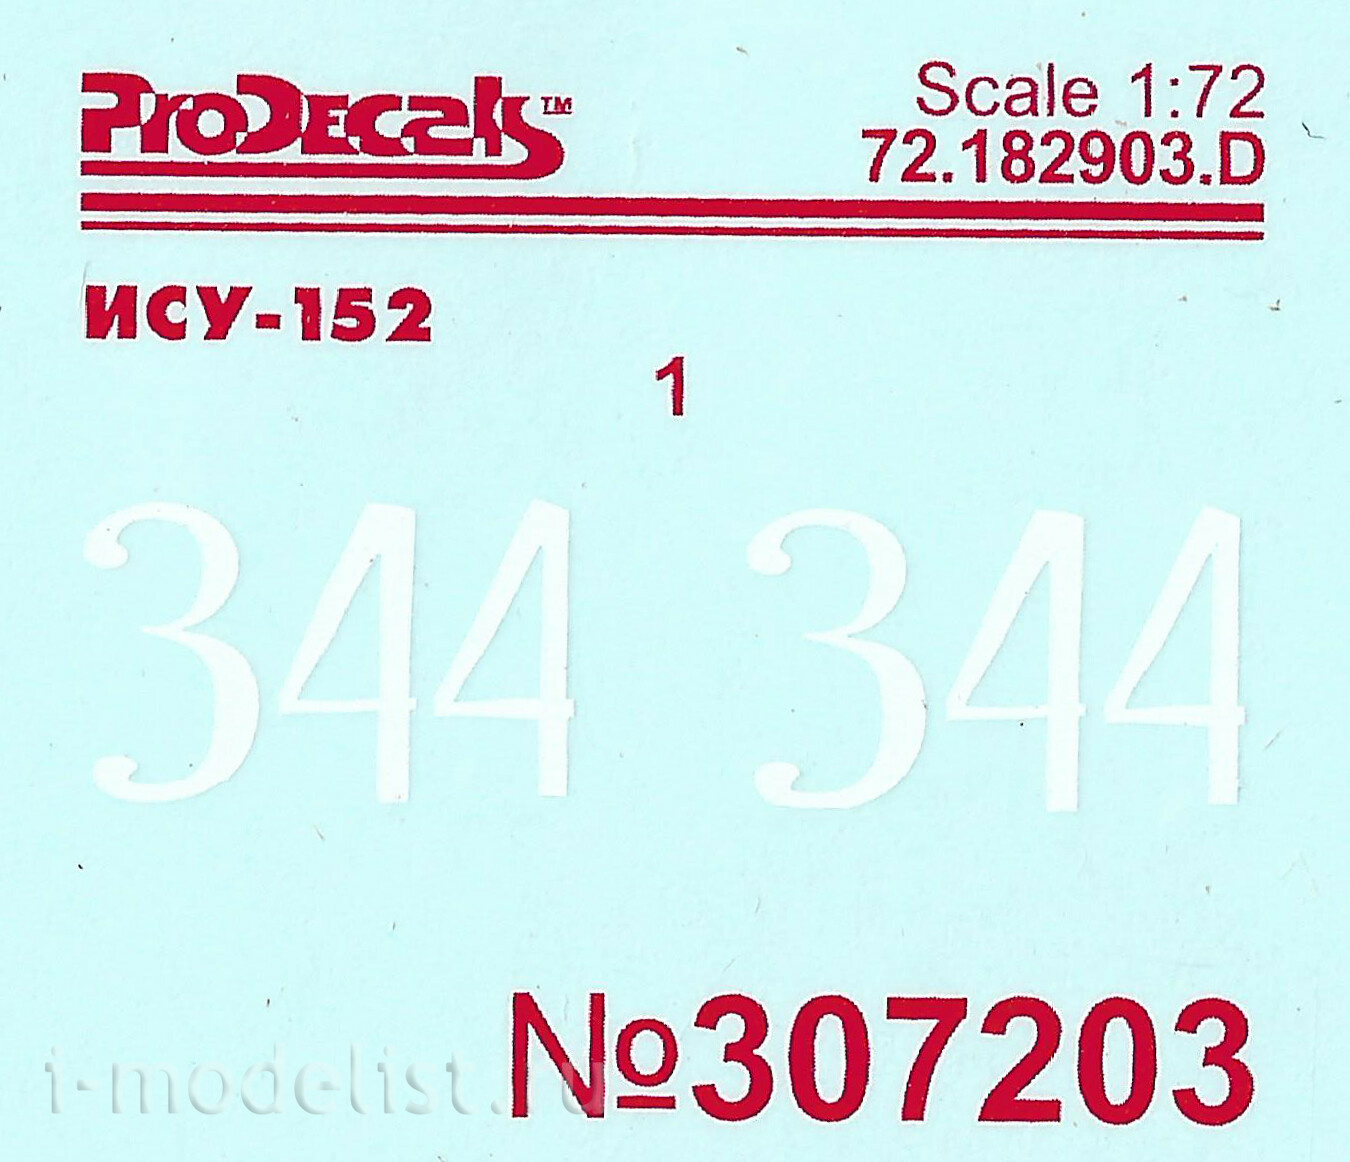 ProDecals™
Scale 1:72
72.182903.D
ИСУ-152
1
344 344
№307203
i-modelist.ru